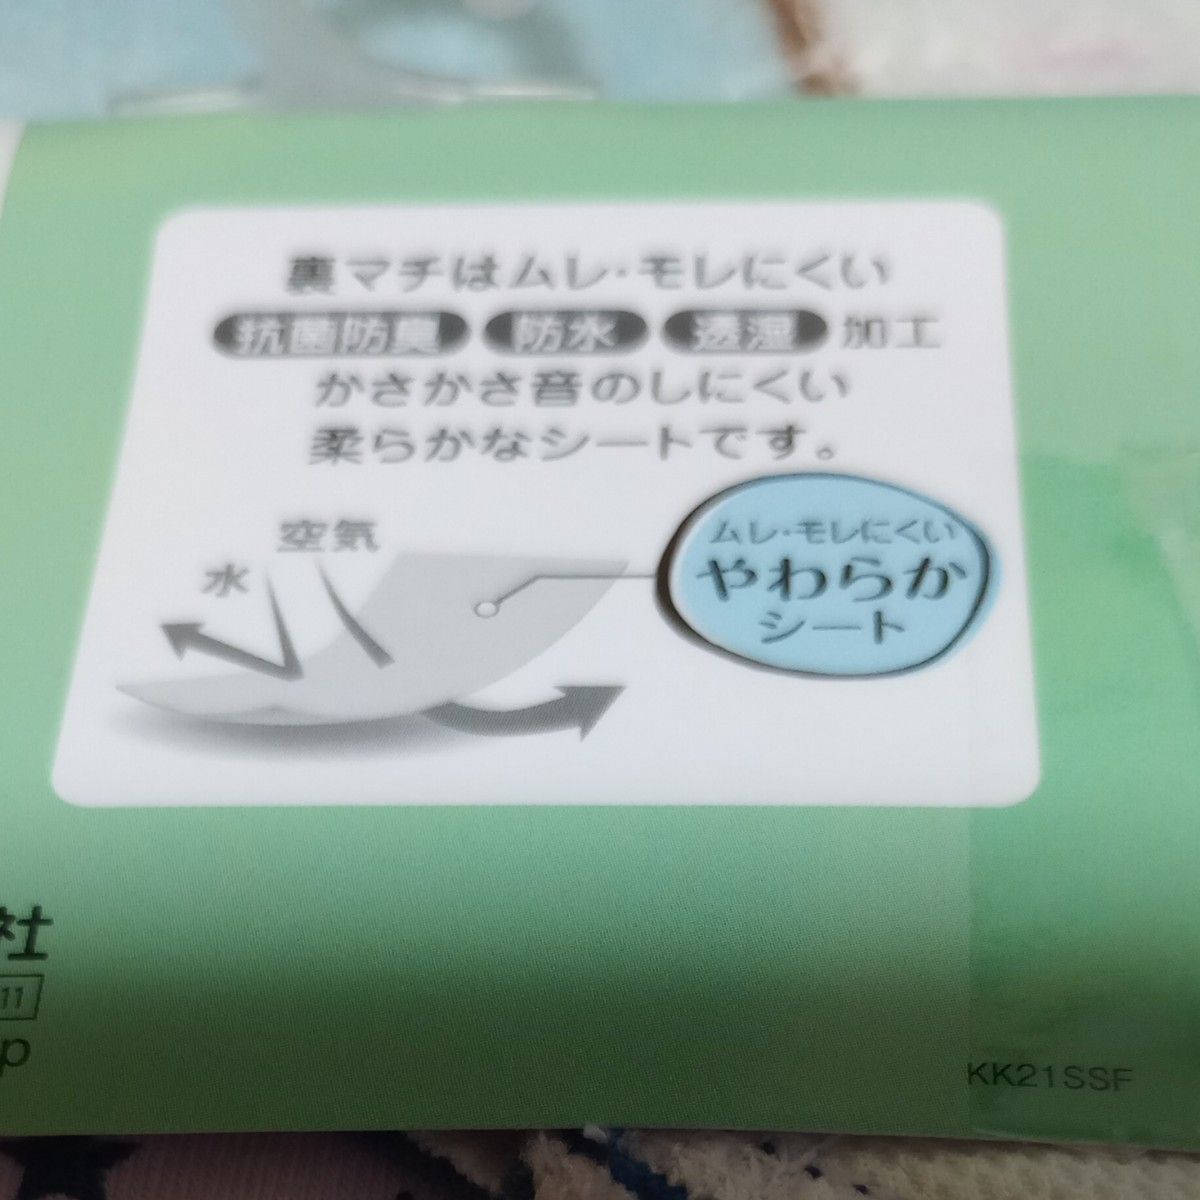 裏マチはムレ・モレにくい
抗菌防臭 防水 透湿 加工
かさかさ音のしにくい
柔らかなシートです。
空気
水
ムレ・モレにくい
やわらか
シート
社
11
p
KK21SSF